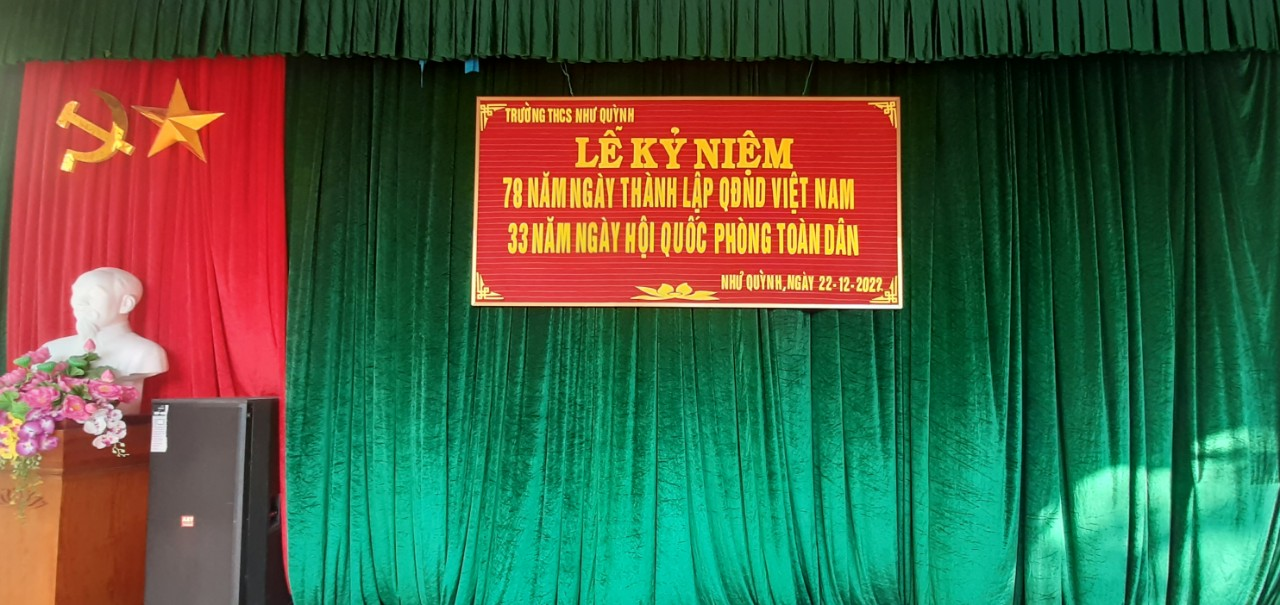 TRƯỜNG THCS NHƯ QUỲNH
LỄ KỶ NIỆM
78 NĂM NGÀY THÀNH LẬP QĐND VIỆT NAM
33 NĂM NGÀY HỘI QUỐC PHÒNG TOÀN DÂN
NHƯ QUỲNH, NGÀY 22-12-2022